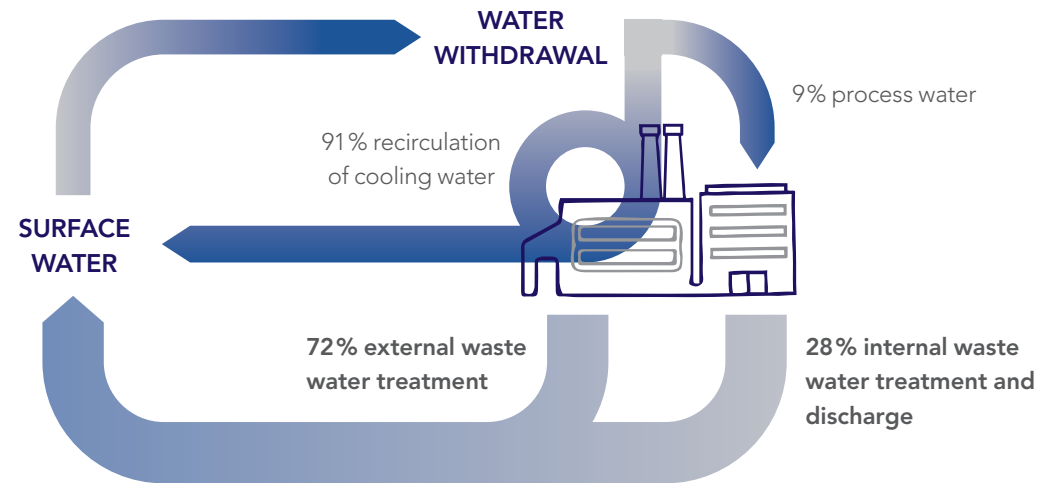 WATER
WITHDRAWAL
9% process water
91% recirculation
of cooling water
SURFACE
WATER
72% external waste
water treatment
28% internal waste
water treatment and
discharge